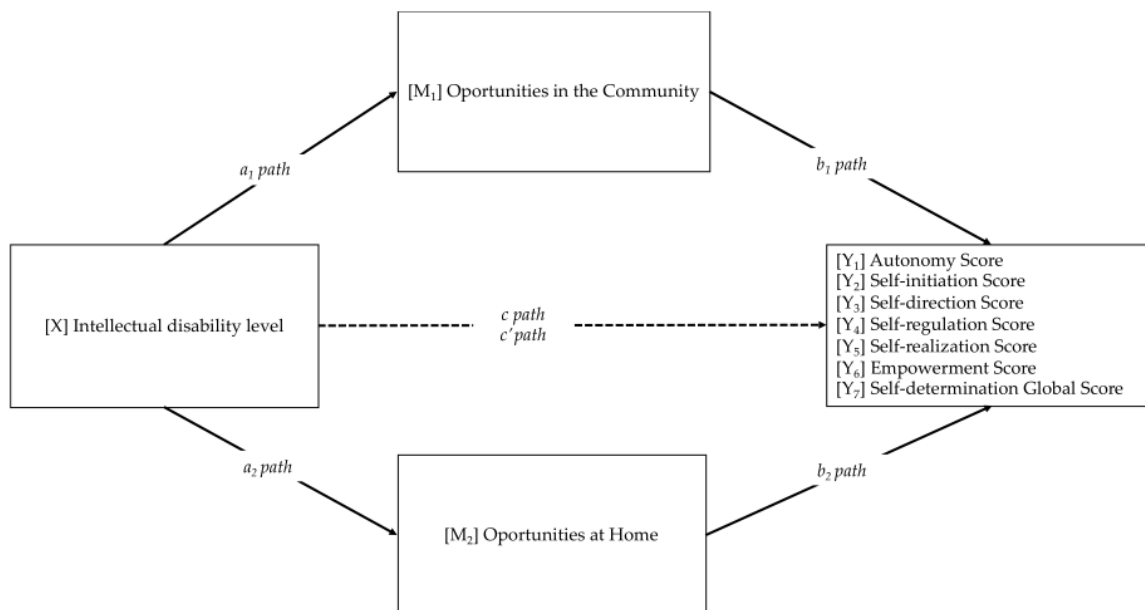 [M₁] Oportunities in the Community
a₁ path
b₁ path
[X] Intellectual disability level
c path
c’ path
[Y₁] Autonomy Score
[Y₂] Self-initiation Score
[Y₃] Self-direction Score
[Y₄] Self-regulation Score
[Y₅] Self-realization Score
[Y₆] Empowerment Score
[Y₇] Self-determination Global Score
a₂ path
b₂ path
[M₂] Oportunities at Home